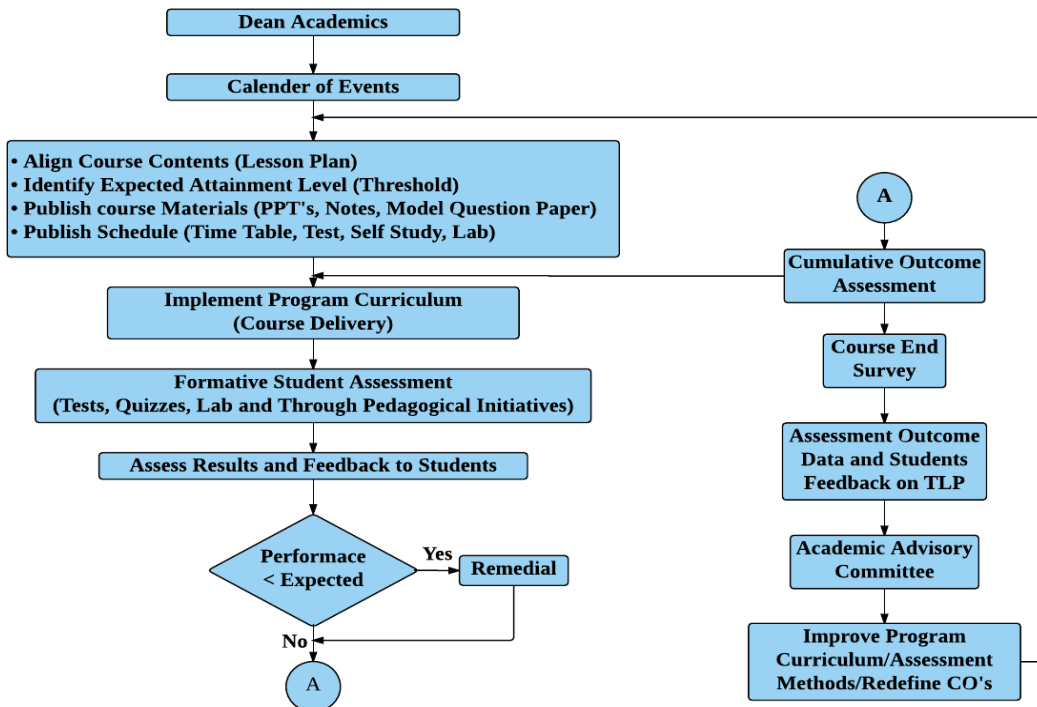 Dean Academics
Calender of Events
• Align Course Contents (Lesson Plan)
• Identify Expected Attainment Level (Threshold)
• Publish course Materials (PPT's, Notes, Model Question Paper)
• Publish Schedule (Time Table, Test, Self Study, Lab)
Implement Program Curriculum
(Course Delivery)
Formative Student Assessment
(Tests, Quizzes, Lab and Through Pedagogical Initiatives)
Assess Results and Feedback to Students
Performace
< Expected
Yes
Remedial
No
A
A
Cumulative Outcome
Assessment
Course End
Survey
Assessment Outcome
Data and Students
Feedback on TLP
Academic Advisory
Committee
Improve Program
Curriculum/Assessment
Methods/Redefine CO's